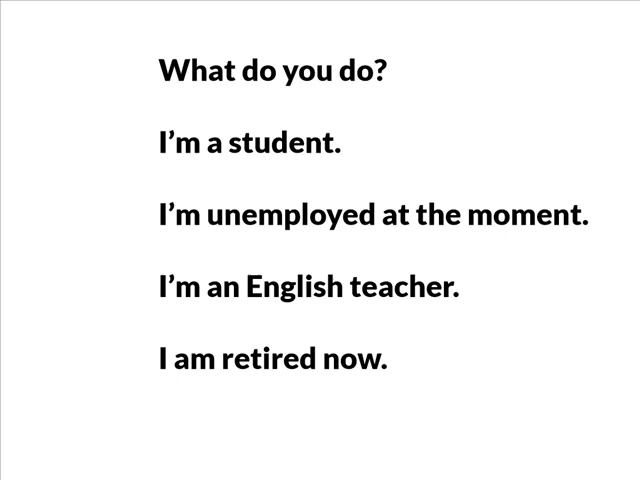 What do you do?
I’m a student.
I’m unemployed at the moment.
I’m an English teacher.
I am retired now.